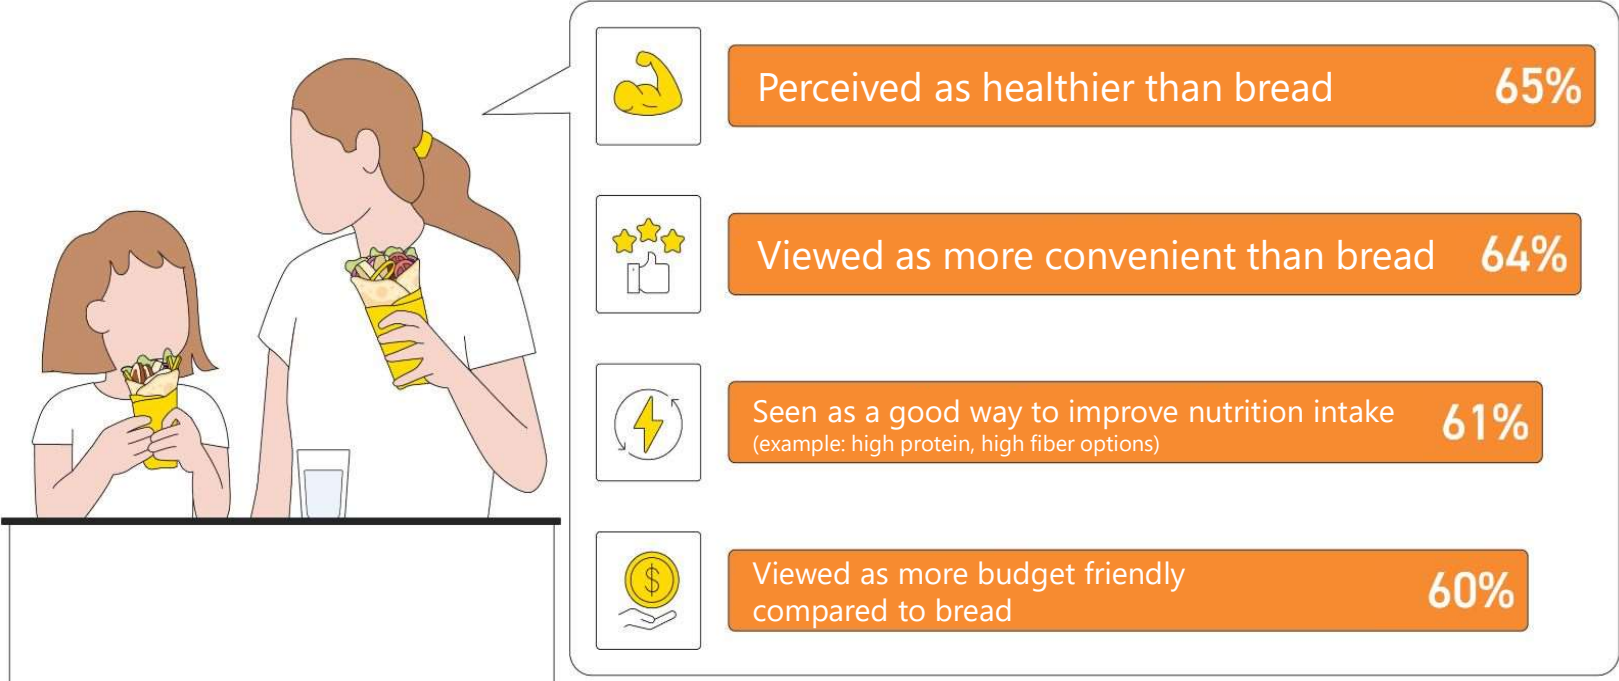 Perceived as healthier than bread 65%
Viewed as more convenient than bread 64%
Seen as a good way to improve nutrition intake 61%
(example: high protein, high fiber options)
$
Viewed as more budget friendly
compared to bread 60%